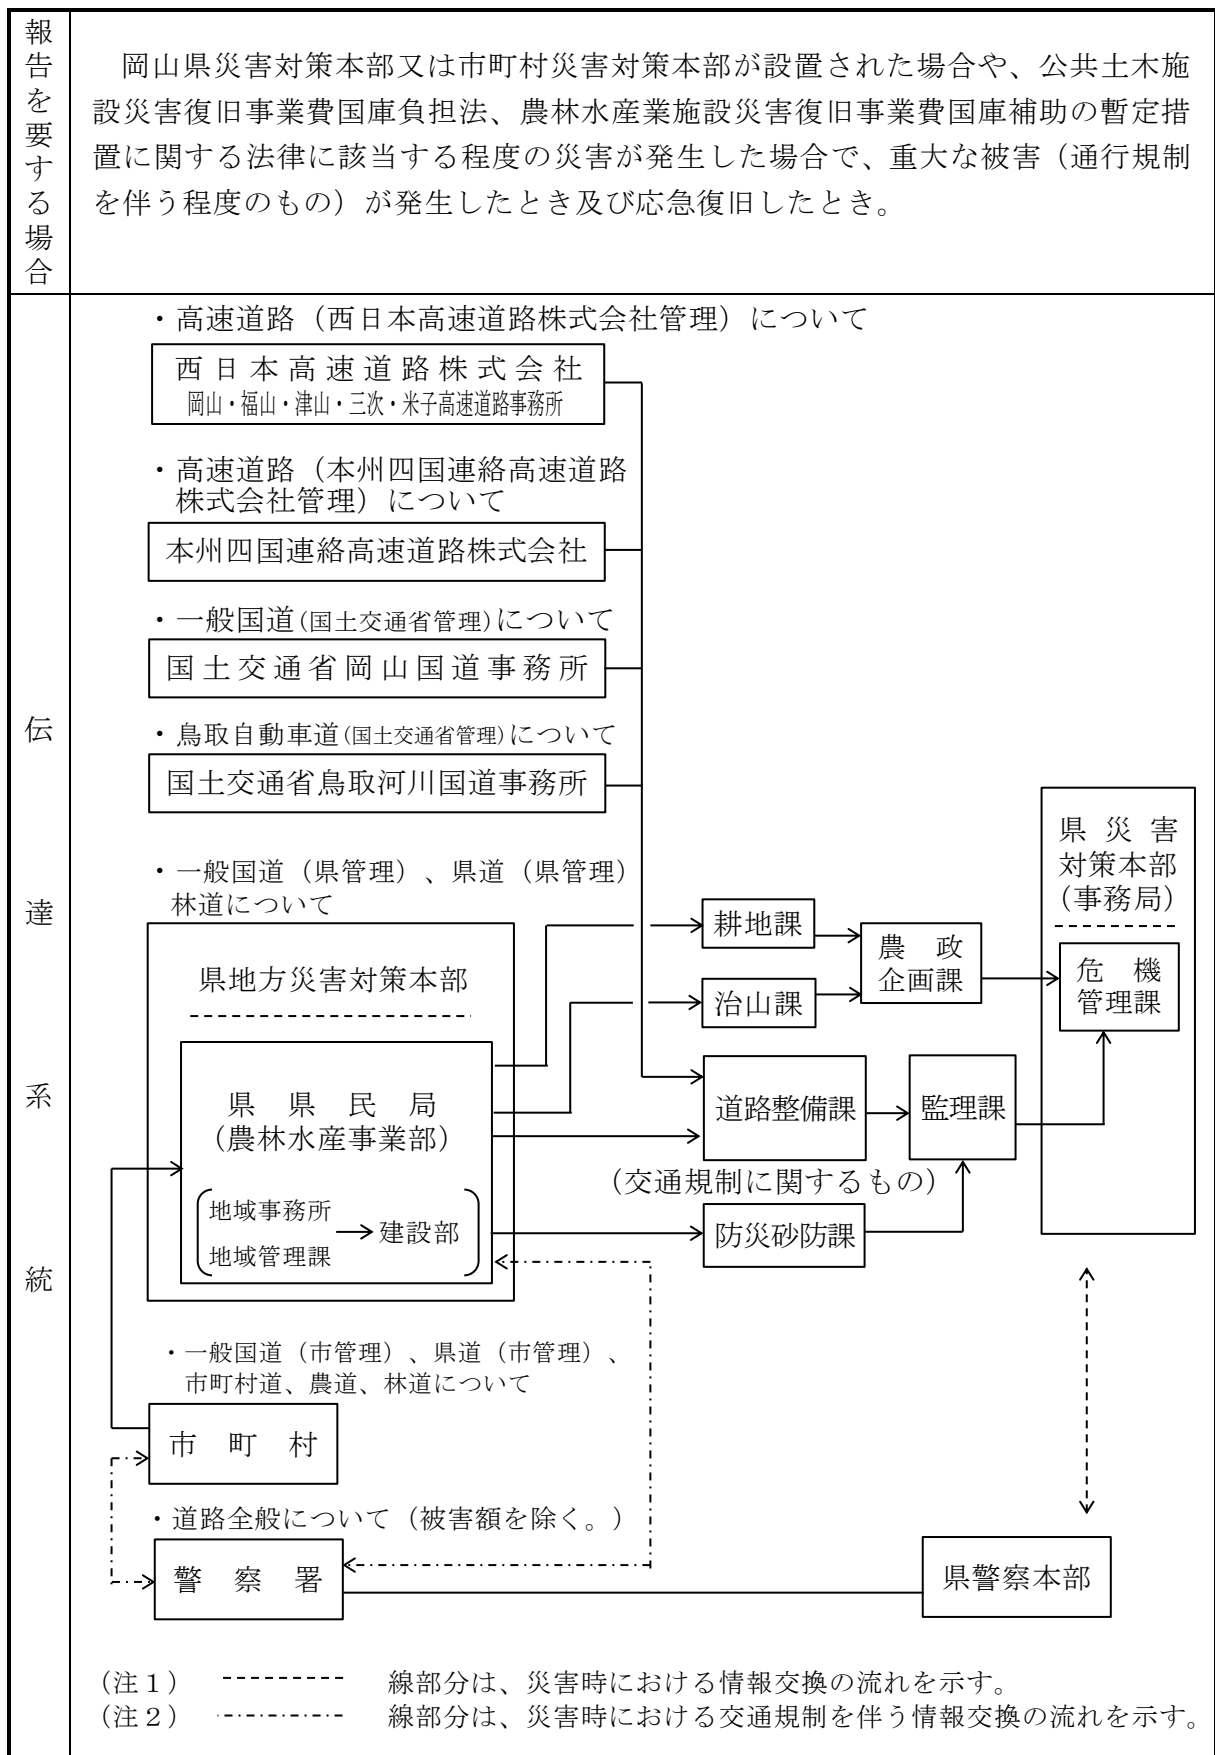 報告を要する場合
岡山県災害対策本部又は市町村災害対策本部が設置された場合や、公共土木施
設災害復旧事業費国庫負担法、農林水産業施設災害復旧事業費国庫補助の暫定措
置に関する法律に該当する程度の災害が発生した場合で、重大な被害（通行規制
を伴う程度のもの）が発生したとき及び応急復旧したとき。
伝達系統
・高速道路（西日本高速道路株式会社管理）について
西日本高速道路株式会社
岡山・福山・津山・三次・米子高速道路事務所
・高速道路（本州四国連絡高速道路
株式会社管理）について
本州四国連絡高速道路株式会社
・一般国道(国土交通省管理)について
国土交通省岡山国道事務所
・鳥取自動車道(国土交通省管理)について
国土交通省鳥取河川国道事務所
・一般国道（県管理）、県道（県管理）
林道について
県地方災害対策本部
県県民局
（農林水産事業部）
地域事務所
地域管理課
建設部
耕地課
治山課
農政
企画課
道路整備課
監理課
（交通規制に関するもの）
防災砂防課
県災害
対策本部
（事務局）
危機
管理課
・一般国道（市管理）、県道（市管理）、
市町村道、農道、林道について
市町村
・道路全般について（被害額を除く。）
警察署
県警察本部
（注１） 線部分は、災害時における情報交換の流れを示す。
（注２） 線部分は、災害時における交通規制を伴う情報交換の流れを示す。